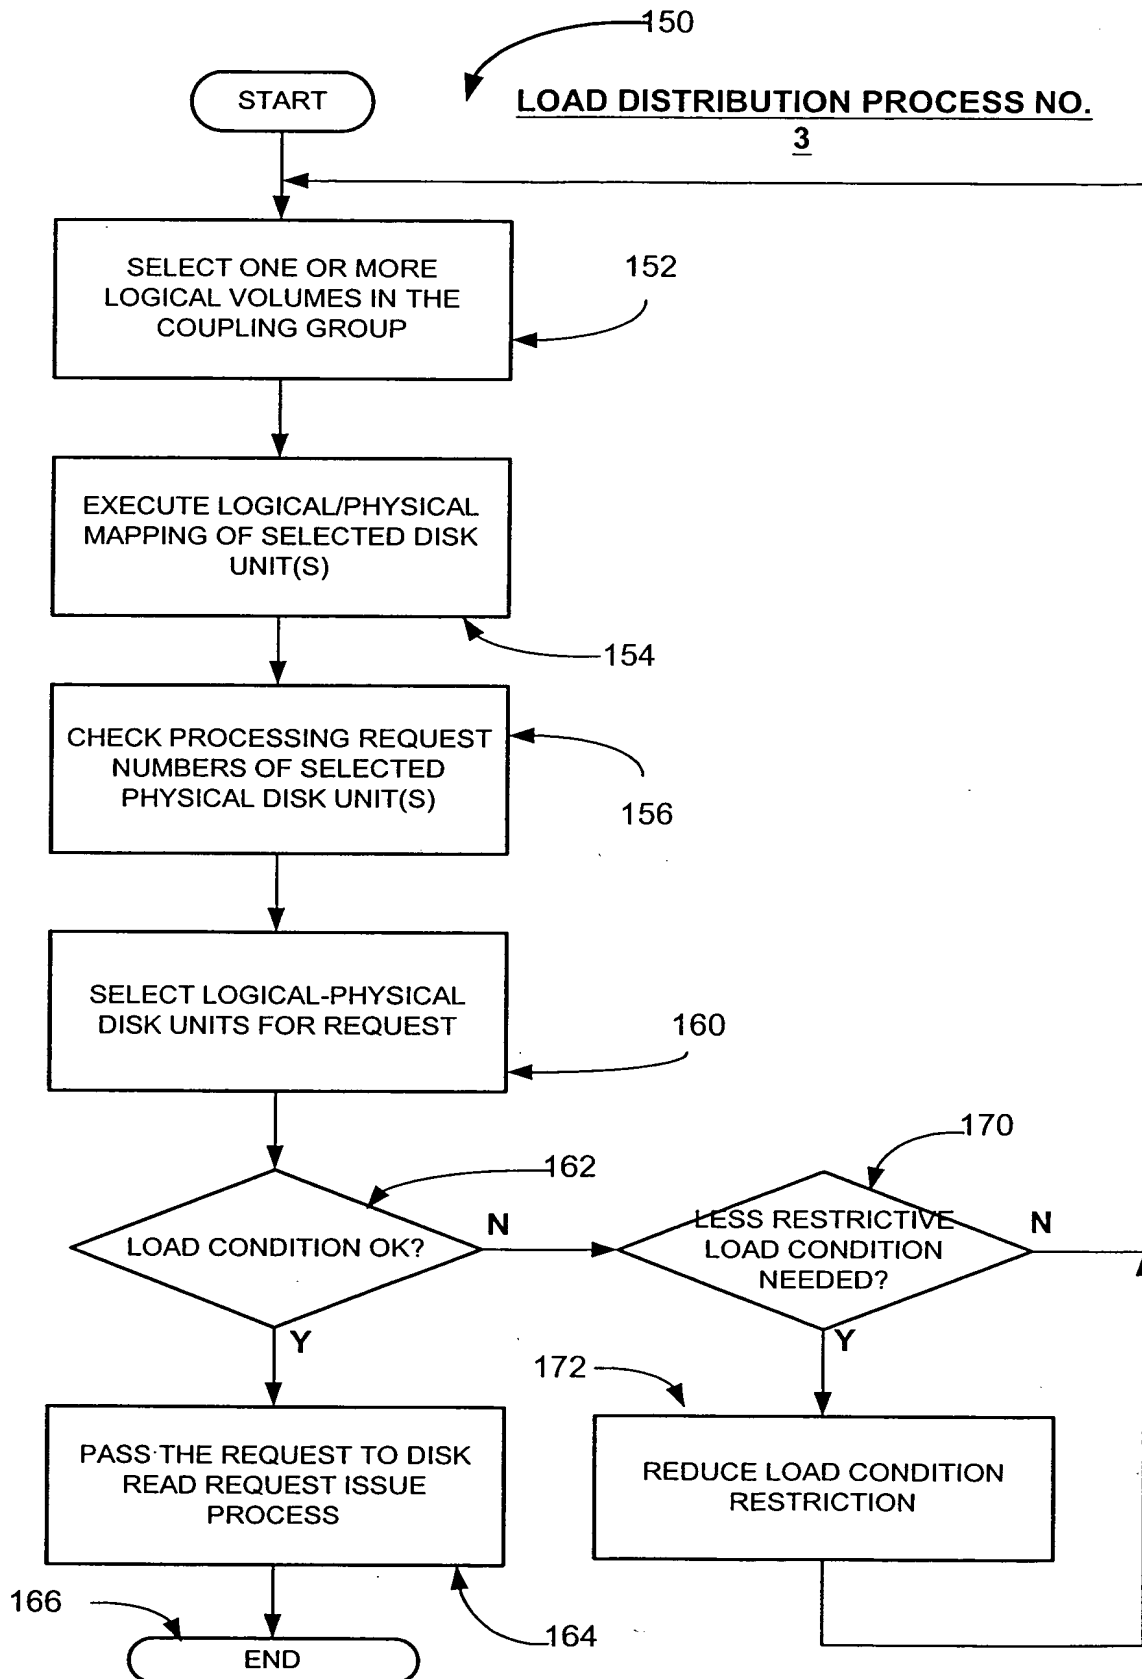 150
START
LOAD DISTRIBUTION PROCESS NO.
3
SELECT ONE OR MORE
LOGICAL VOLUMES IN THE
COUPLING GROUP
152
EXECUTE LOGICAL/PHYSICAL
MAPPING OF SELECTED DISK
UNIT(S)
154
CHECK PROCESSING REQUEST
NUMBERS OF SELECTED
PHYSICAL DISK UNIT(S)
156
SELECT LOGICAL-PHYSICAL
DISK UNITS FOR REQUEST
160
162
LOAD CONDITION OK?
N
Y
170
LESS RESTRICTIVE
LOAD CONDITION
NEEDED?
N
Y
172
REDUCE LOAD CONDITION
RESTRICTION
PASS THE REQUEST TO DISK
READ REQUEST ISSUE
PROCESS
164
166
END